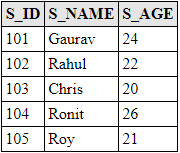 S_ID S_NAME S_AGE
101 Gaurav 24
102 Rahul 22
103 Chris 20
104 Ronit 26
105 Roy 21